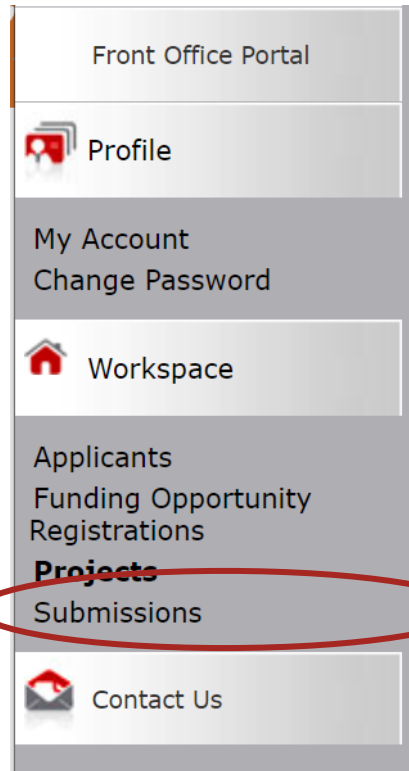 Front Office Portal
Profile
My Account
Change Password
Workspace
Applicants
Funding Opportunity
Registrations
Projects
Submissions
Contact Us